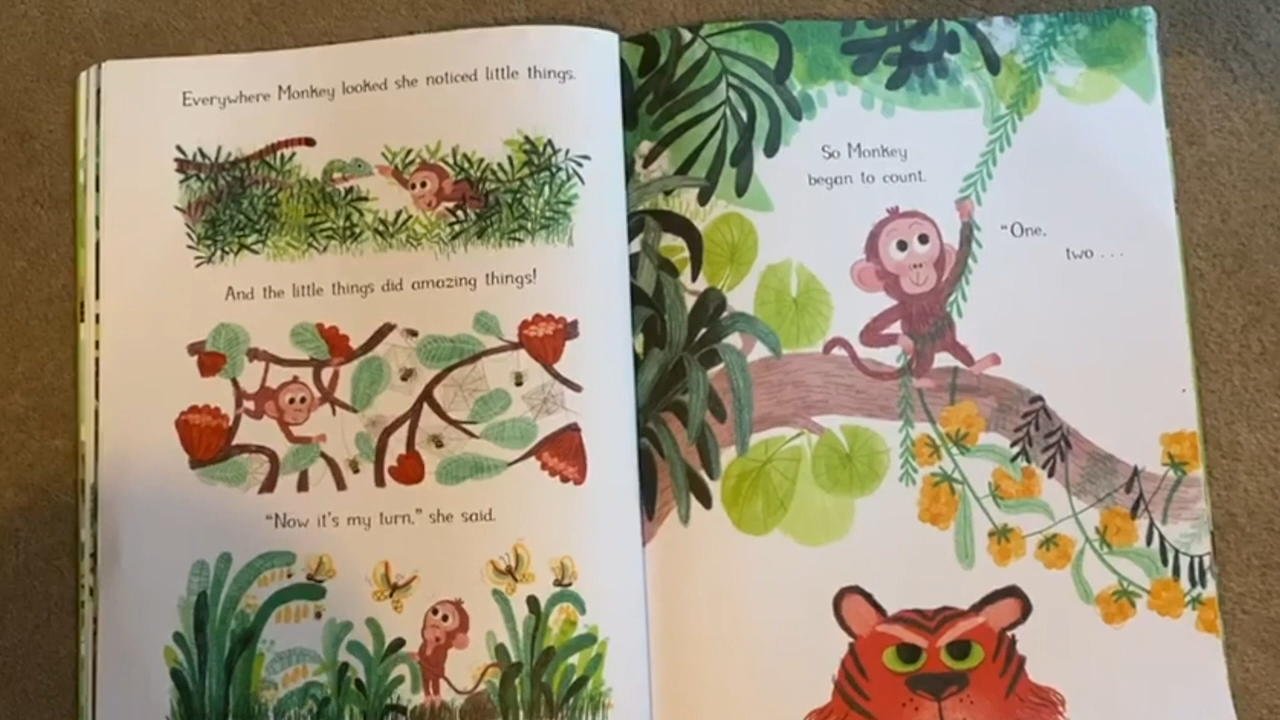 Everywhere Monkey looked she noticed little things.
And the little things did amazing things!
"Now it's my turn," she said.
So Monkey
began to count.
"One,
two . . .